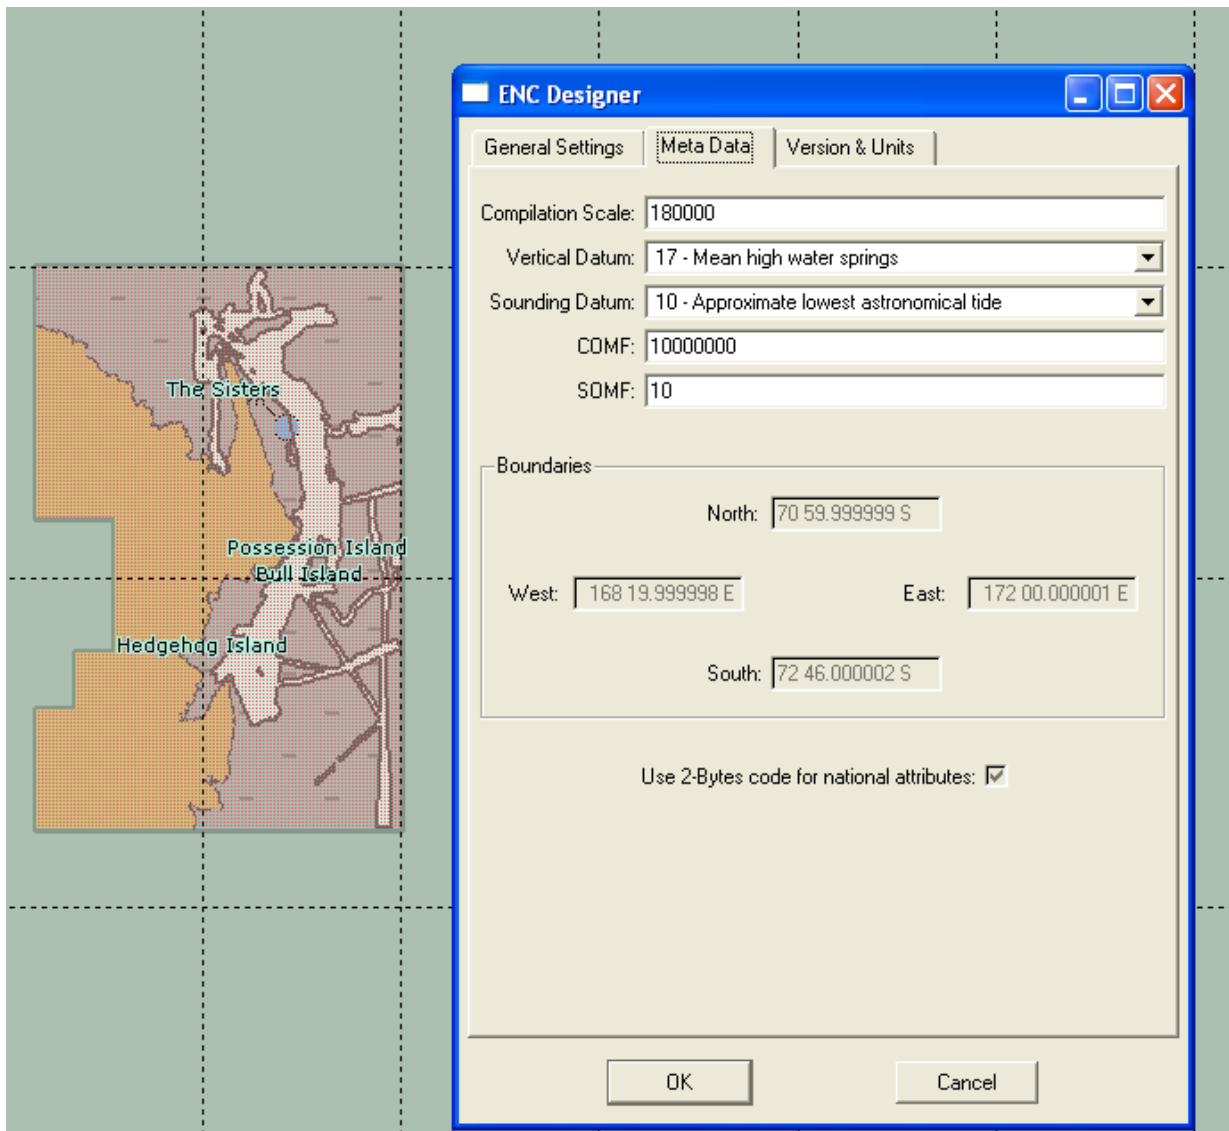 ENC Designer
General Settings
Meta Data
Version & Units
Compilation Scale: 180000
Vertical Datum: 17 - Mean high water springs
Sounding Datum: 10 - Approximate lowest astronomical tide
COMF: 10000000
SOMF: 10
Boundaries
North: 70 59.999999 S
West: 168 19.999998 E
East: 172 00.000001 E
South: 72 46.000002 S
Use 2-Bytes code for national attributes:
OK
Cancel
The Sisters
Possession Island
Bull Island
Hedgehog Island